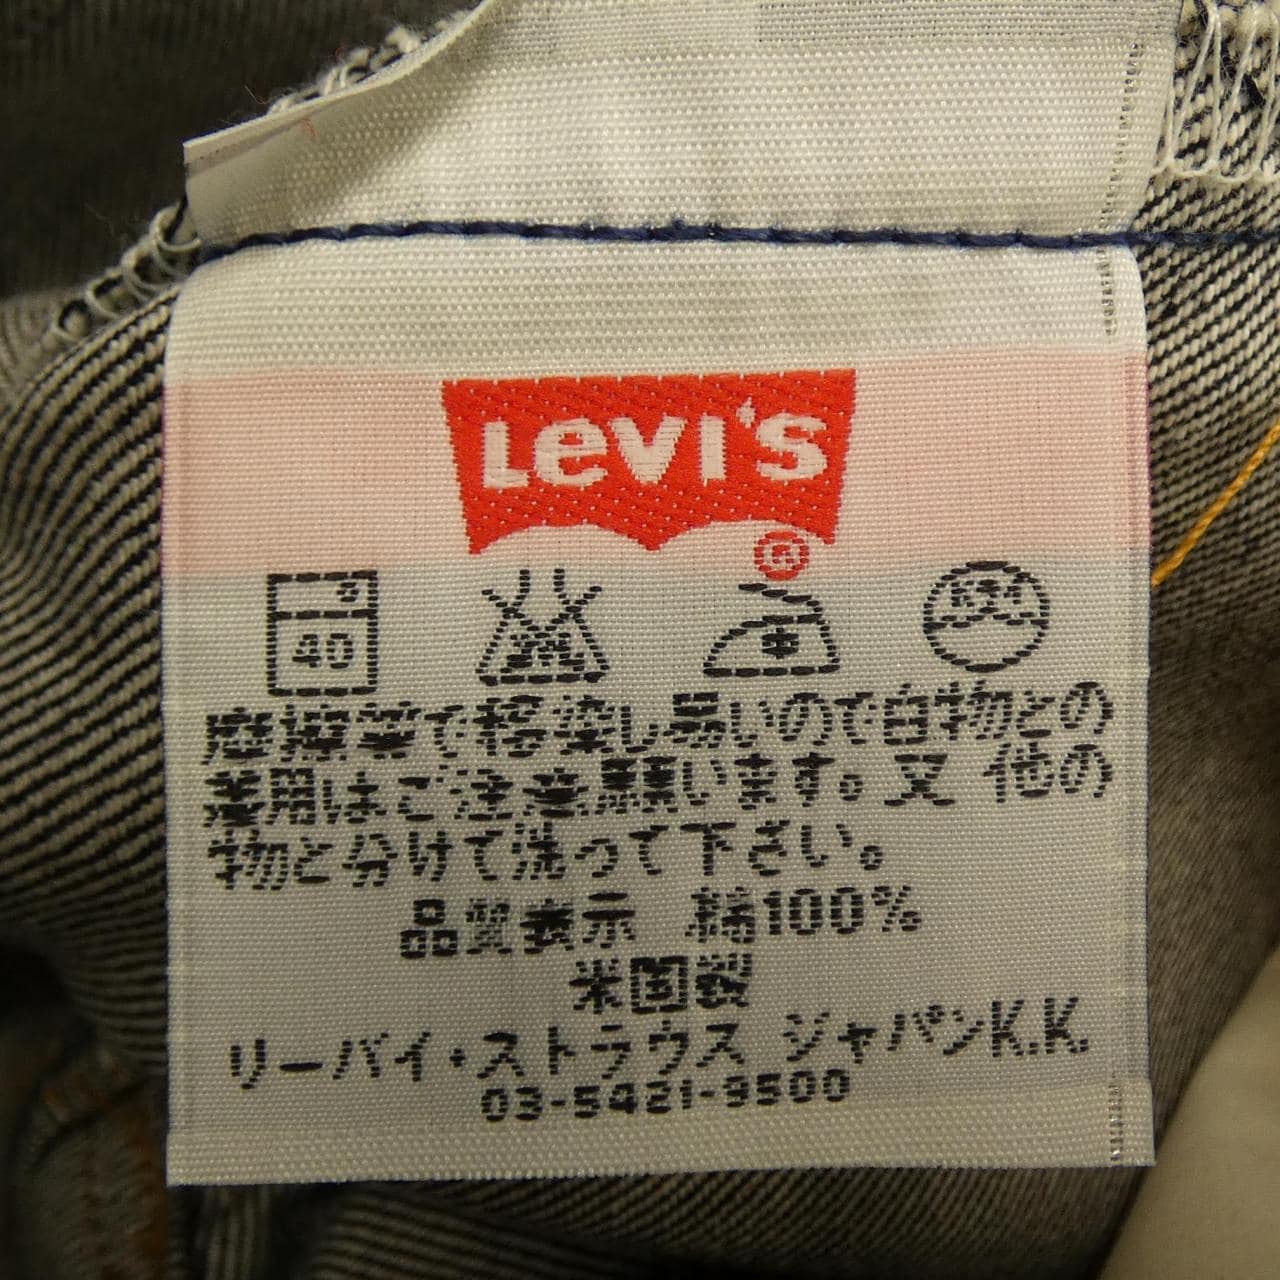 Levi's
®
40
摩擦等で移染し易いので白物との
着用はご注意願います。又 他の
物と分けて洗って下さい。
品質表示 綿100%
米国製
リーバイ・ストラウス ジャパンK.K.
03-5421-9500